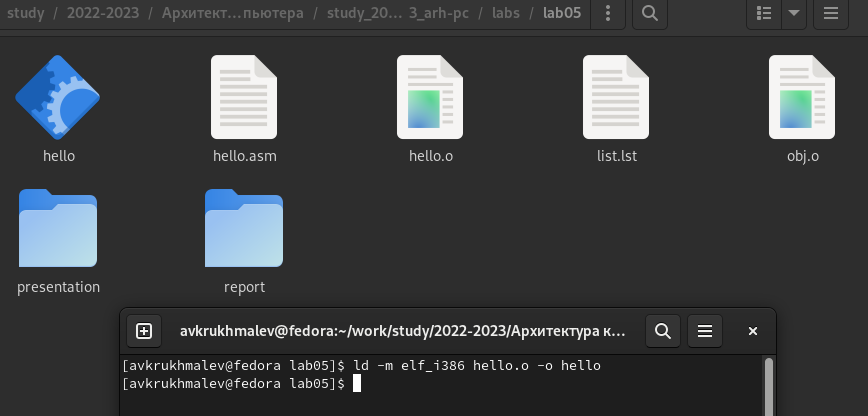 study / 2022-2023 / Архитект…пьютера / study_20… 3_arh-pc / labs / lab05
hello
hello.asm
hello.o
list.lst
obj.o
presentation
report
avkrukhmalev@fedora:~/work/study/2022-2023/Архитектура к…
[avkrukhmalev@fedora lab05]$ ld -m elf_i386 hello.o -o hello
[avkrukhmalev@fedora lab05]$